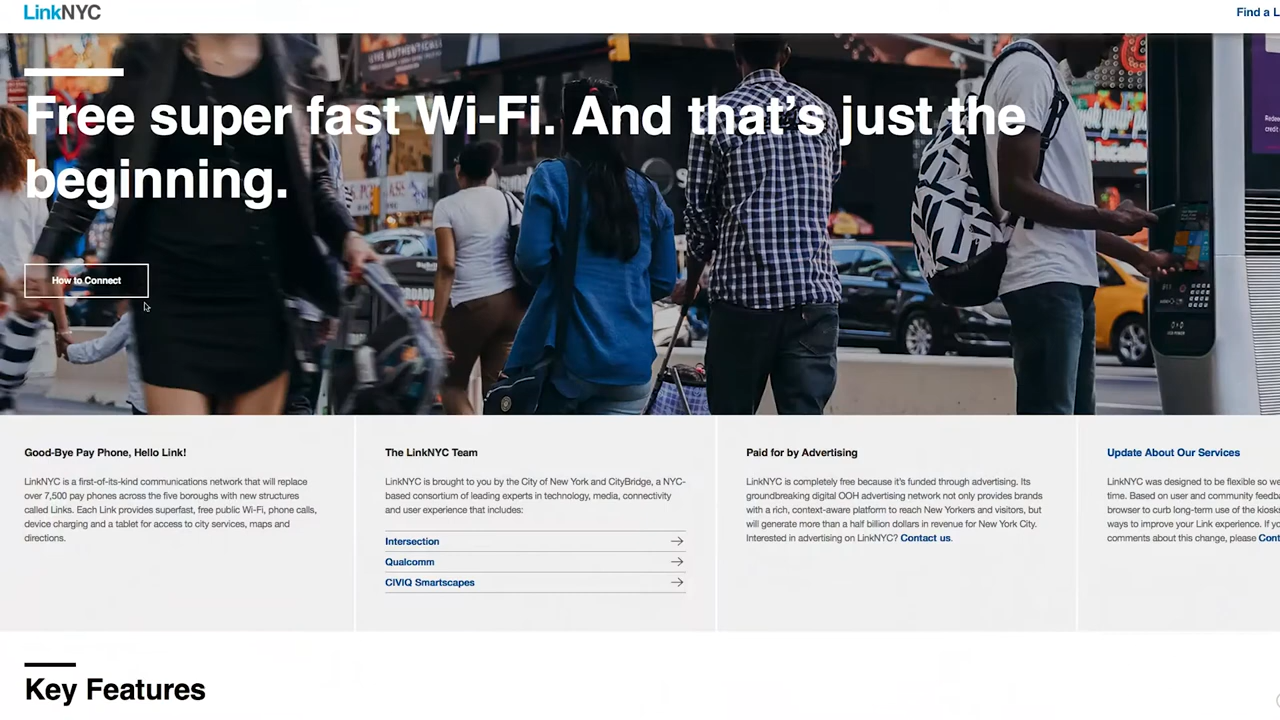 LinkNYC
Find a L
Free super fast Wi-Fi. And that's just the
beginning.
How to Connect
Good-Bye Pay Phone, Hello Link!
LinkNYC is a first-of-its-kind communications network that will replace
over 7,500 pay phones across the five boroughs with new structures
called Links. Each Link provides superfast, free public Wi-Fi, phone calls,
device charging and a tablet for access to city services, maps and
directions.
The LinkNYC Team
LinkNYC is brought to you by the City of New York and CityBridge, a NYC-
based consortium of leading experts in technology, media, connectivity
and user experience that includes:
Intersection
Qualcomm
CIVIQ Smartscapes
Paid for by Advertising
LinkNYC is completely free because it's funded through advertising. Its
groundbreaking digital OOH advertising network not only provides brands
with a rich, context-aware platform to reach New Yorkers and visitors, but
will generate more than a half billion dollars in revenue for New York City.
Interested in advertising on LinkNYC? Contact us.
Update About Our Services
LinkNYC was designed to be flexible so we
time. Based on user and community feedba
browser to curb long-term use of the kiosks
ways to improve your Link experience. If yo
comments about this change, please Cont
Key Features